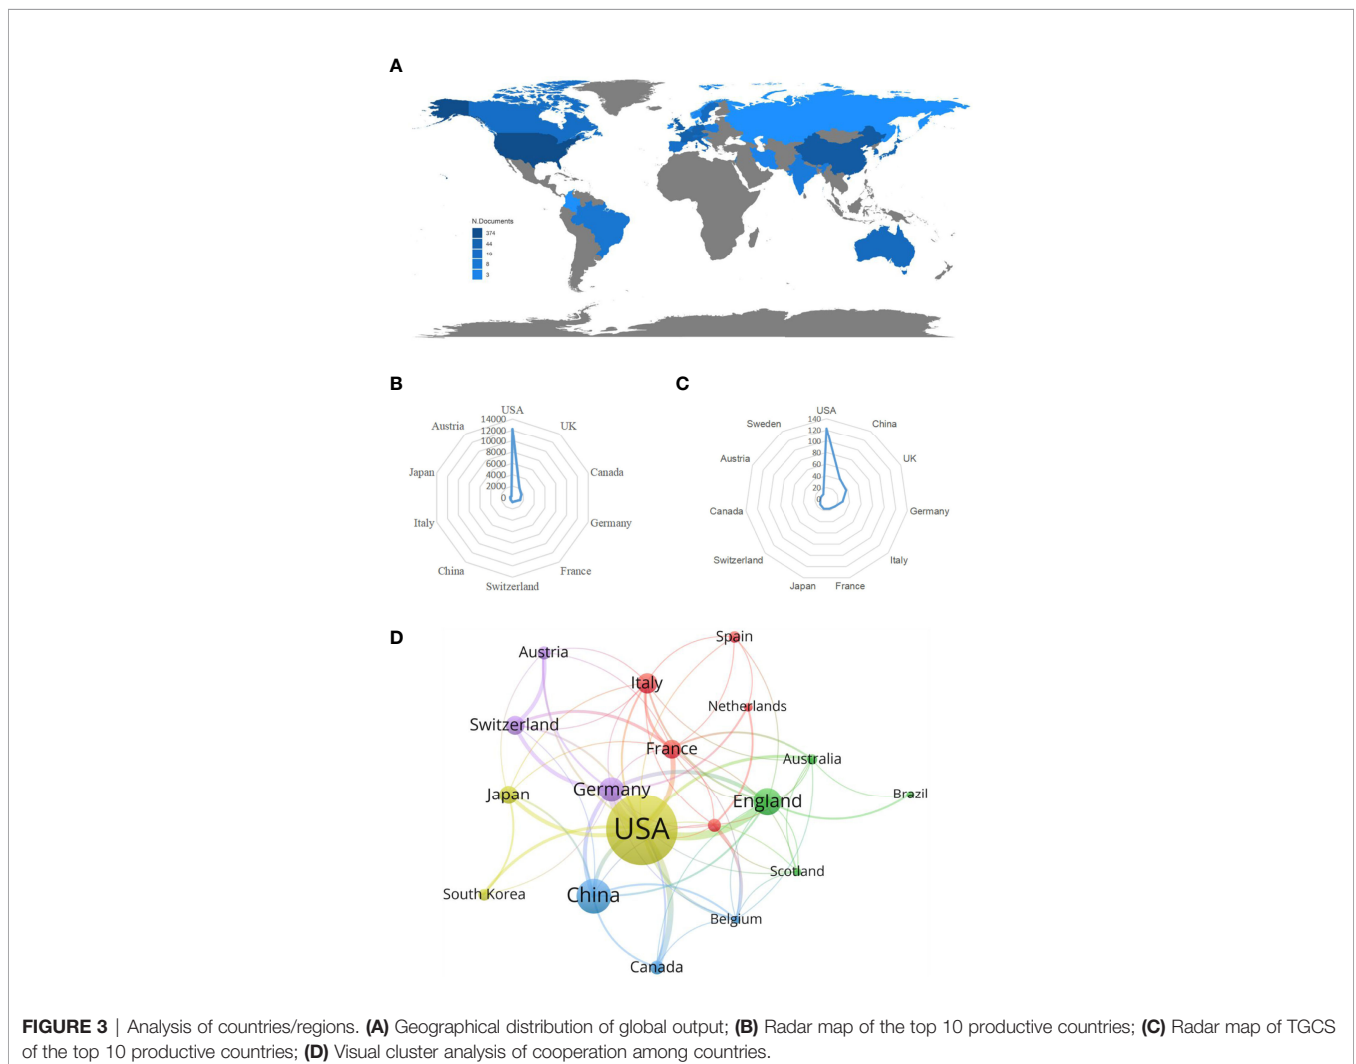 A
N.Documents
374
44
8
3
B
USA
UK
Canada
Germany
France
Switzerland
China
Italy
Japan
Austria
14000
12000
10000
8000
6000
4000
2000
0
C
USA
China
UK
Germany
Italy
France
Japan
Switzerland
Canada
Austria
Sweden
140
120
100
80
60
40
20
0
D
Spain
Austria
Italy
Netherlands
Switzerland
France
Australia
Germany
Japan
England
Brazil
USA
Scotland
South Korea
China
Belgium
Canada
FIGURE 3 | Analysis of countries/regions. (A) Geographical distribution of global output; (B) Radar map of the top 10 productive countries; (C) Radar map of TGCS
of the top 10 productive countries; (D) Visual cluster analysis of cooperation among countries.